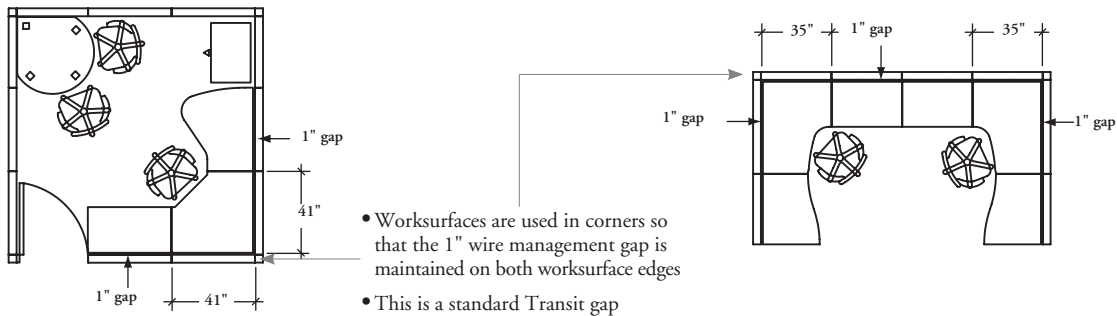 1" gap
41"
1" gap
41"
• Worksurfaces are used in corners so
that the 1" wire management gap is
maintained on both worksurface edges
• This is a standard Transit gap
35"
1" gap
35"
1" gap
1" gap